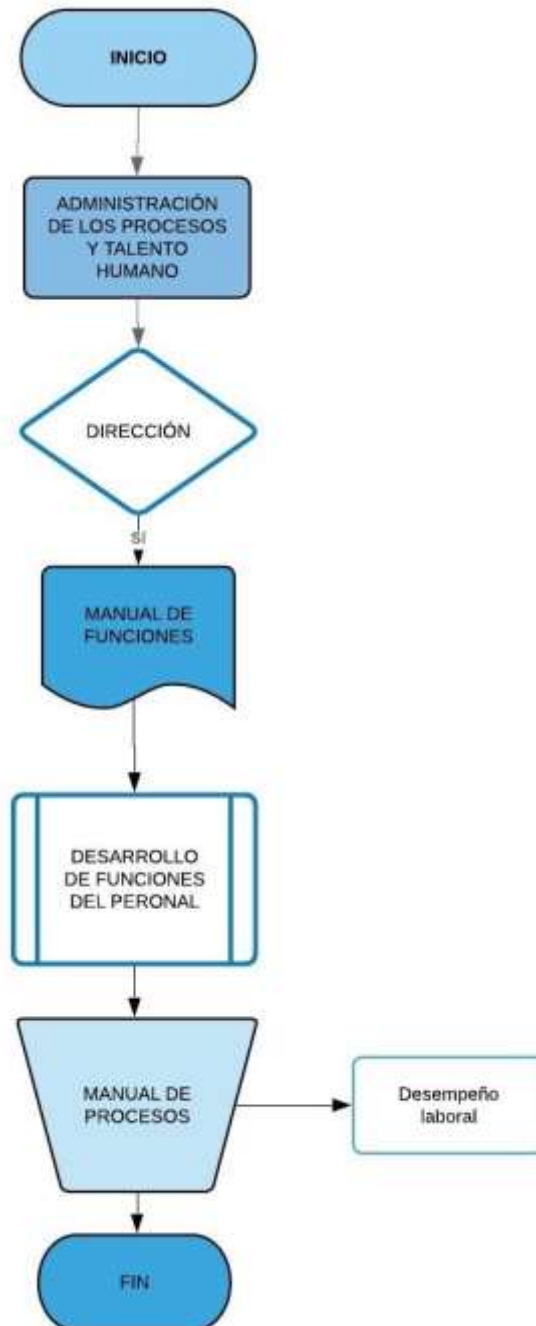 INICIO
ADMINISTRACIÓN
DE LOS PROCESOS
Y TALENTO
HUMANO
DIRECCIÓN
SI
MANUAL DE
FUNCIONES
DESARROLLO
DE FUNCIONES
DEL PERONAL
MANUAL DE
PROCESOS
Desempeño
laboral
FIN